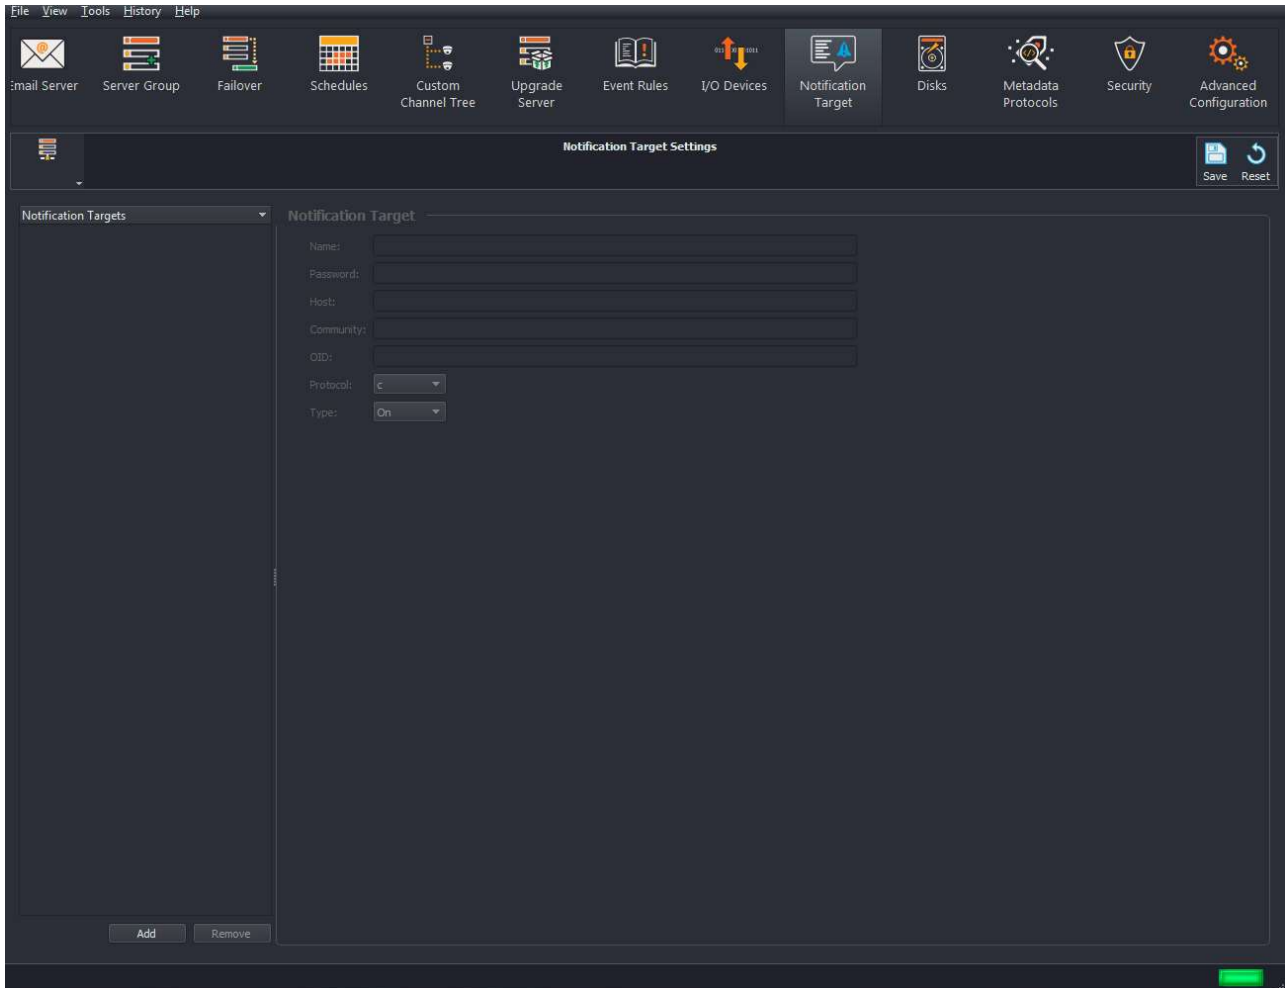 File View Tools History Help
Email Server Server Group Failover Schedules Custom Channel Tree Upgrade Server Event Rules I/O Devices Notification Target Disks Metadata Protocols Security Advanced Configuration
Notification Target Settings
Save Reset
Notification Targets
Notification Target
Name:
Password:
Host:
Community:
OID:
Protocol: c
Type: On
Add Remove